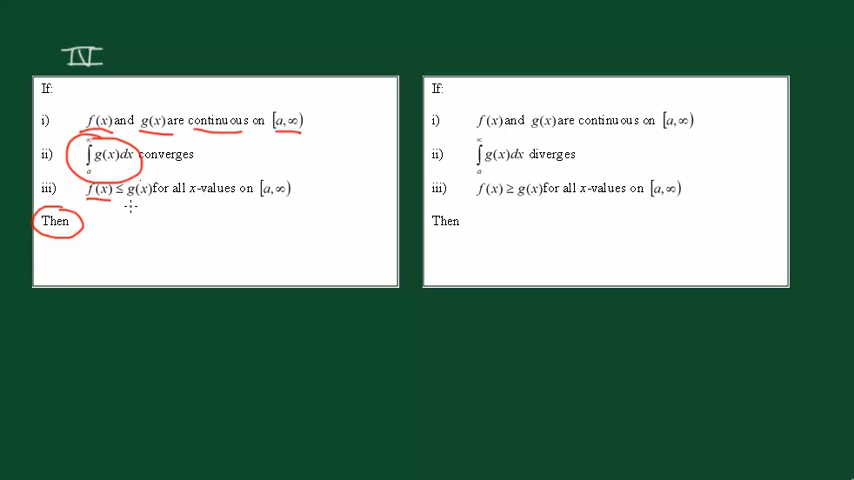 IV
If:
i) f(x) and g(x) are continuous on [a,∞)
ii) ∫_a^∞ g(x)dx converges
iii) f(x) ≤ g(x) for all x-values on [a,∞)
Then
If:
i) f(x) and g(x) are continuous on [a,∞)
ii) ∫_a^∞ g(x)dx diverges
iii) f(x) ≥ g(x) for all x-values on [a,∞)
Then